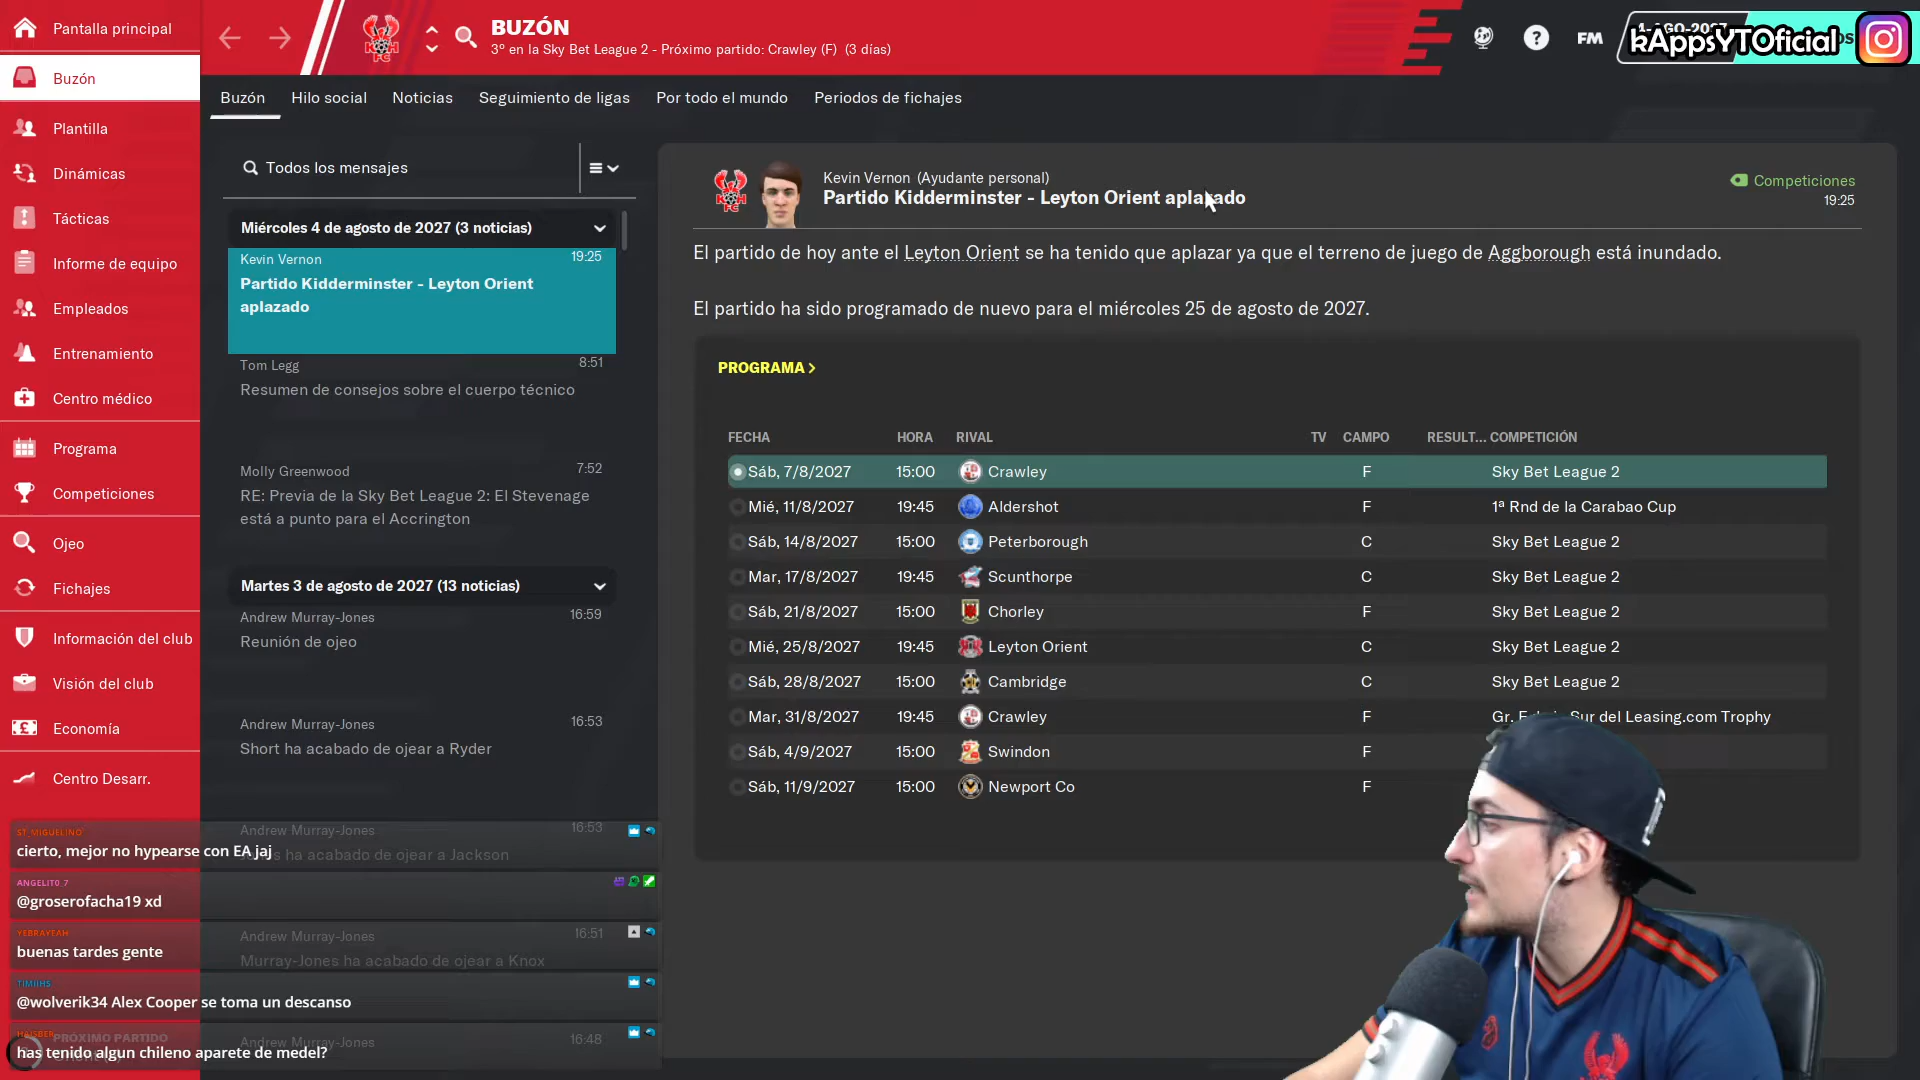 Pantalla principal
Buzón
Plantilla
Dinámicas
Tácticas
Informe de equipo
Empleados
Entrenamiento
Centro médico
Programa
Competiciones
Ojeo
Fichajes
Información del club
Visión del club
Economía
Centro Desarr.
BUZÓN
3º en la Sky Bet League 2 - Próximo partido: Crawley (F) (3 días)
FM
kAppsYTOficial
Buzón Hilo social Noticias Seguimiento de ligas Por todo el mundo Periodos de fichajes
Todos los mensajes
Miércoles 4 de agosto de 2027 (3 noticias)
Kevin Vernon 19:25
Partido Kidderminster - Leyton Orient
aplazado
Tom Legg 8:51
Resumen de consejos sobre el cuerpo técnico
Molly Greenwood 7:52
RE: Previa de la Sky Bet League 2: El Stevenage
está a punto para el Accrington
Martes 3 de agosto de 2027 (13 noticias)
Andrew Murray-Jones 16:59
Reunión de ojeo
Andrew Murray-Jones 16:53
Short ha acabado de ojear a Ryder
Andrew Murray-Jones 16:53
ha acabado de ojear a Jackson
Andrew Murray-Jones 16:51
Murray-Jones ha acabado de ojear a Knox
Andrew Murray-Jones 16:48
Kevin Vernon (Ayudante personal)
Partido Kidderminster - Leyton Orient aplazado
Competiciones
19:25
El partido de hoy ante el Leyton Orient se ha tenido que aplazar ya que el terreno de juego de Aggborough está inundado.
El partido ha sido programado de nuevo para el miércoles 25 de agosto de 2027.
PROGRAMA >
FECHA HORA RIVAL TV CAMPO RESULT... COMPETICIÓN
Sáb, 7/8/2027 15:00 Crawley F Sky Bet League 2
Mié, 11/8/2027 19:45 Aldershot F 1ª Rnd de la Carabao Cup
Sáb, 14/8/2027 15:00 Peterborough C Sky Bet League 2
Mar, 17/8/2027 19:45 Scunthorpe C Sky Bet League 2
Sáb, 21/8/2027 15:00 Chorley F Sky Bet League 2
Mié, 25/8/2027 19:45 Leyton Orient C Sky Bet League 2
Sáb, 28/8/2027 15:00 Cambridge C Sky Bet League 2
Mar, 31/8/2027 19:45 Crawley F Gr. Sur del Leasing.com Trophy
Sáb, 4/9/2027 15:00 Swindon F
Sáb, 11/9/2027 15:00 Newport Co F
ST_MIGUELINO
cierto, mejor no hypearse con EA jaj
ANGELIT0_7
@groserofacha19 xd
YEBRAYEAH
buenas tardes gente
TIMIIHS
@wolverik34 Alex Cooper se toma un descanso
PRÓXIMO PARTIDO
has tenido algun chileno aparete de medel?